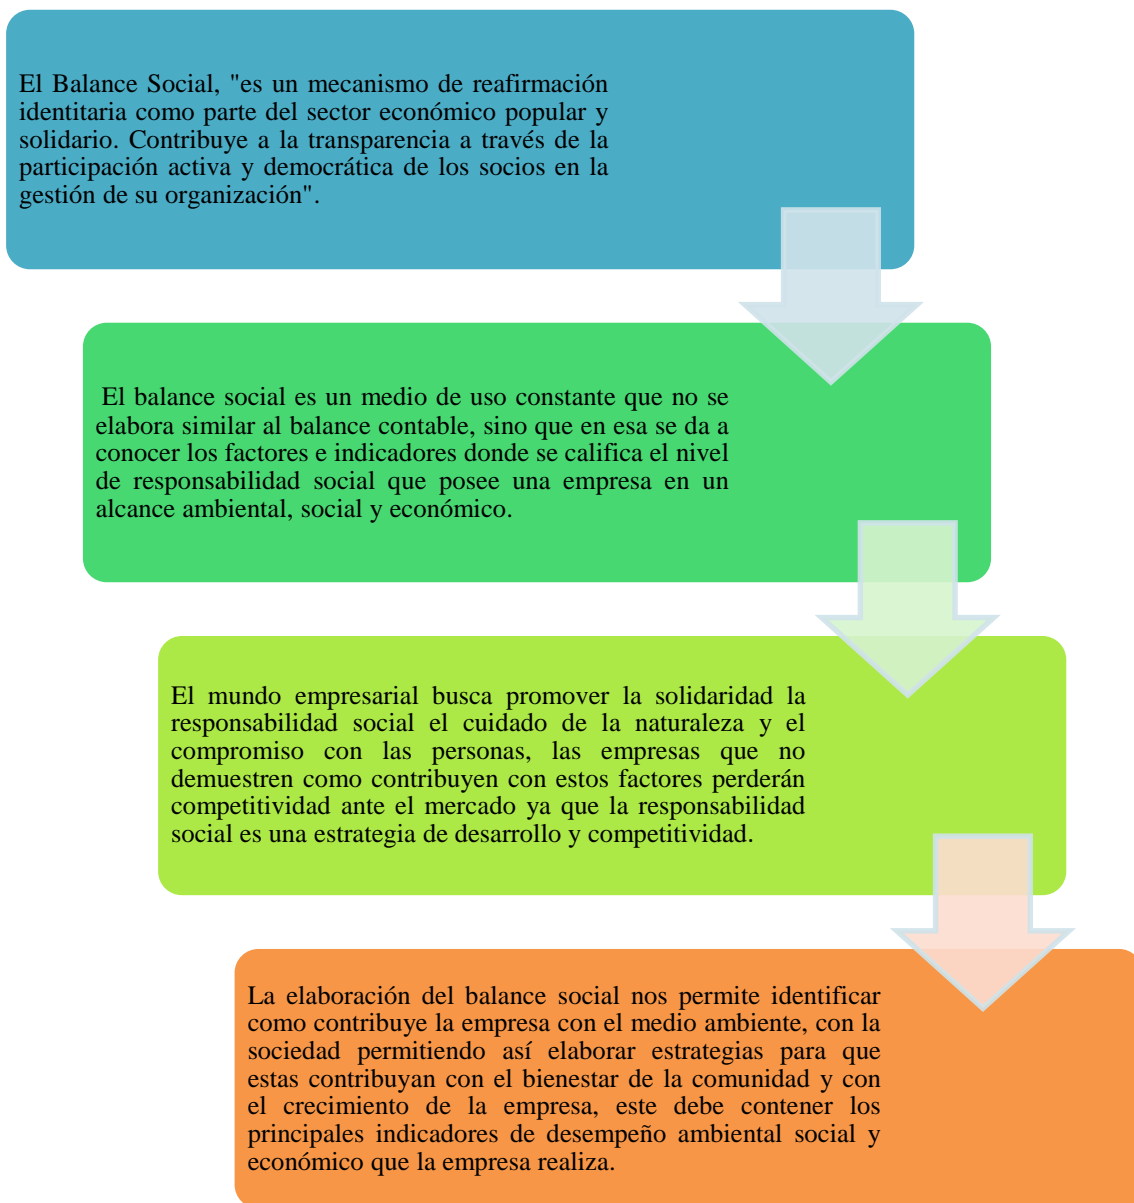 El Balance Social, "es un mecanismo de reafirmación
identitaria como parte del sector económico popular y
solidario. Contribuye a la transparencia a través de la
participación activa y democrática de los socios en la
gestión de su organización".
El balance social es un medio de uso constante que no se
elabora similar al balance contable, sino que en esa se da a
conocer los factores e indicadores donde se califica el nivel
de responsabilidad social que posee una empresa en un
alcance ambiental, social y económico.
El mundo empresarial busca promover la solidaridad la
responsabilidad social el cuidado de la naturaleza y el
compromiso con las personas, las empresas que no
demuestren como contribuyen con estos factores perderán
competitividad ante el mercado ya que la responsabilidad
social es una estrategia de desarrollo y competitividad.
La elaboración del balance social nos permite identificar
como contribuye la empresa con el medio ambiente, con la
sociedad permitiendo así elaborar estrategias para que
estas contribuyan con el bienestar de la comunidad y con
el crecimiento de la empresa, este debe contener los
principales indicadores de desempeño ambiental social y
económico que la empresa realiza.